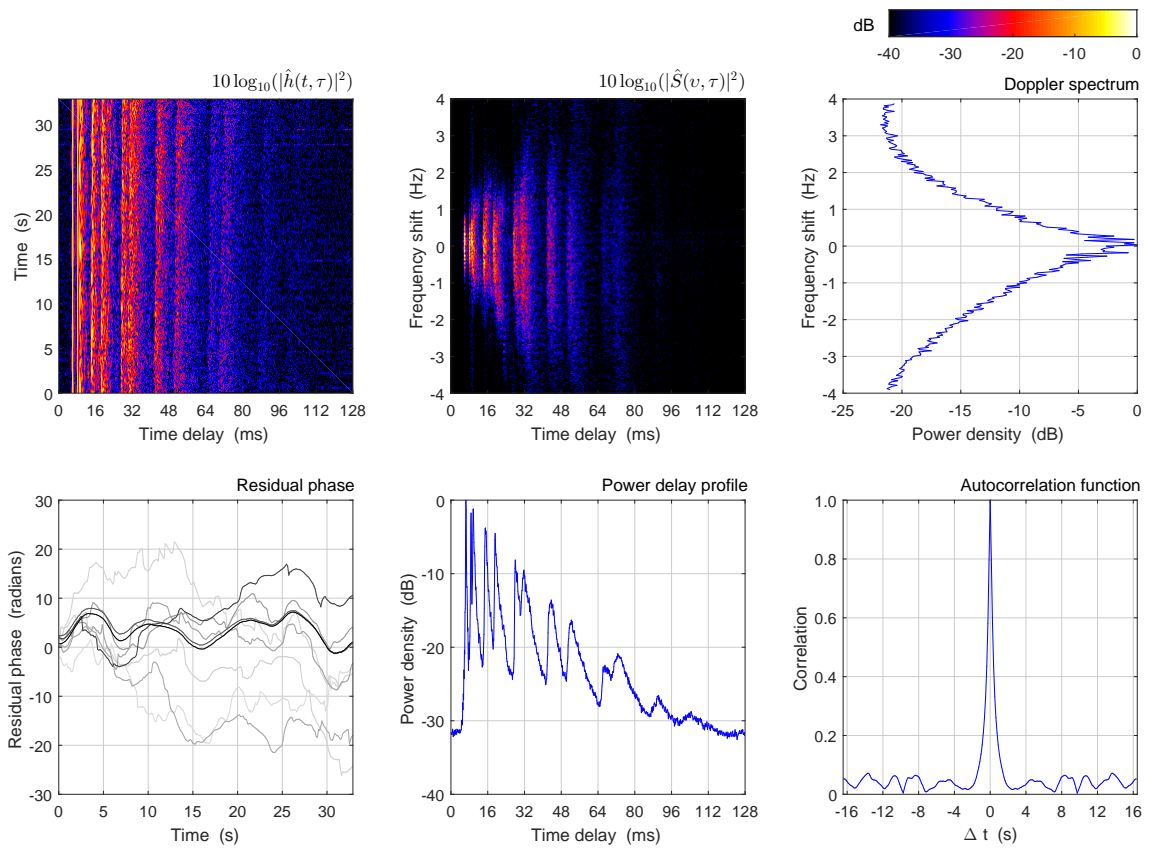 dB
-40 -30 -20 -10 0
10 log₁₀(|ĥ(t, τ)|²)
Time (s)
30
25
20
15
10
5
0
0 16 32 48 64 80 96 112 128
Time delay (ms)
10 log₁₀(|Ŝ(υ, τ)|²)
Frequency shift (Hz)
4
3
2
1
0
-1
-2
-3
-4
0 16 32 48 64 80 96 112 128
Time delay (ms)
Doppler spectrum
Frequency shift (Hz)
4
3
2
1
0
-1
-2
-3
-4
-25 -20 -15 -10 -5 0
Power density (dB)
Residual phase
Residual phase (radians)
30
20
10
0
-10
-20
-30
0 5 10 15 20 25 30
Time (s)
Power delay profile
Power density (dB)
0
-10
-20
-30
-40
0 16 32 48 64 80 96 112 128
Time delay (ms)
Autocorrelation function
Correlation
1.0
0.8
0.6
0.4
0.2
0
-16 -12 -8 -4 0 4 8 12 16
Δ t (s)